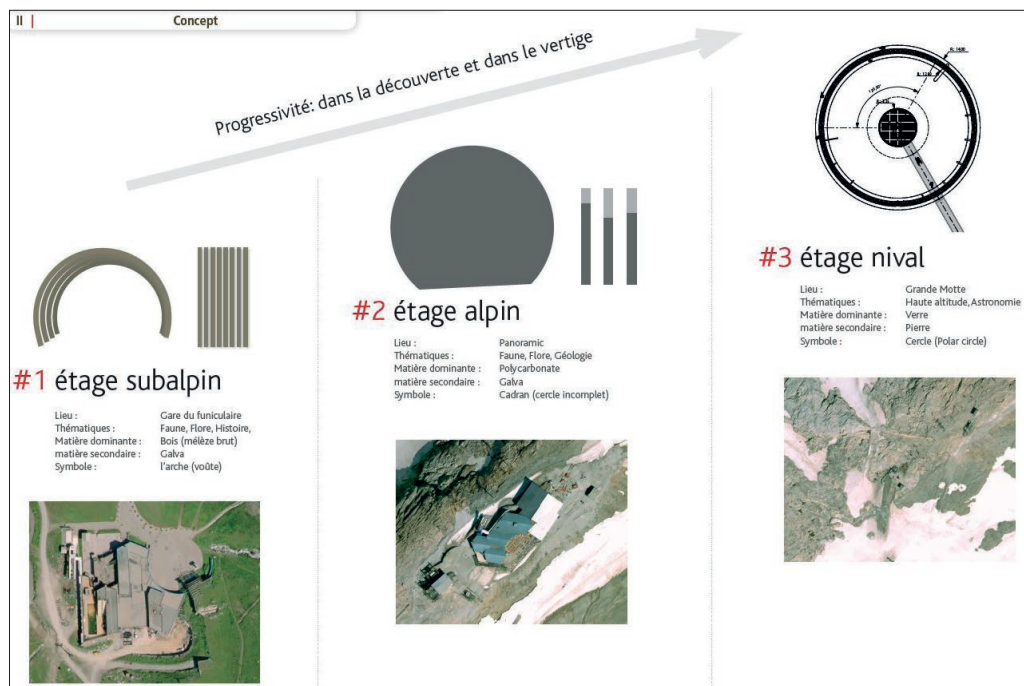 II | Concept
Progressivité: dans la découverte et dans le vertige
#1 étage subalpin
Lieu : Gare du funiculaire
Thématiques : Faune, Flore, Histoire,
Matière dominante : Bois (mélèze brut)
matière secondaire : Galva
Symbole : l'arche (voûte)
#2 étage alpin
Lieu : Panoramic
Thématiques : Faune, Flore, Géologie
Matière dominante : Polycarbonate
matière secondaire : Galva
Symbole : Cadran (cercle incomplet)
#3 étage nival
Lieu : Grande Motte
Thématiques : Haute altitude, Astronomie
Matière dominante : Verre
matière secondaire : Pierre
Symbole : Cercle (Polar circle)